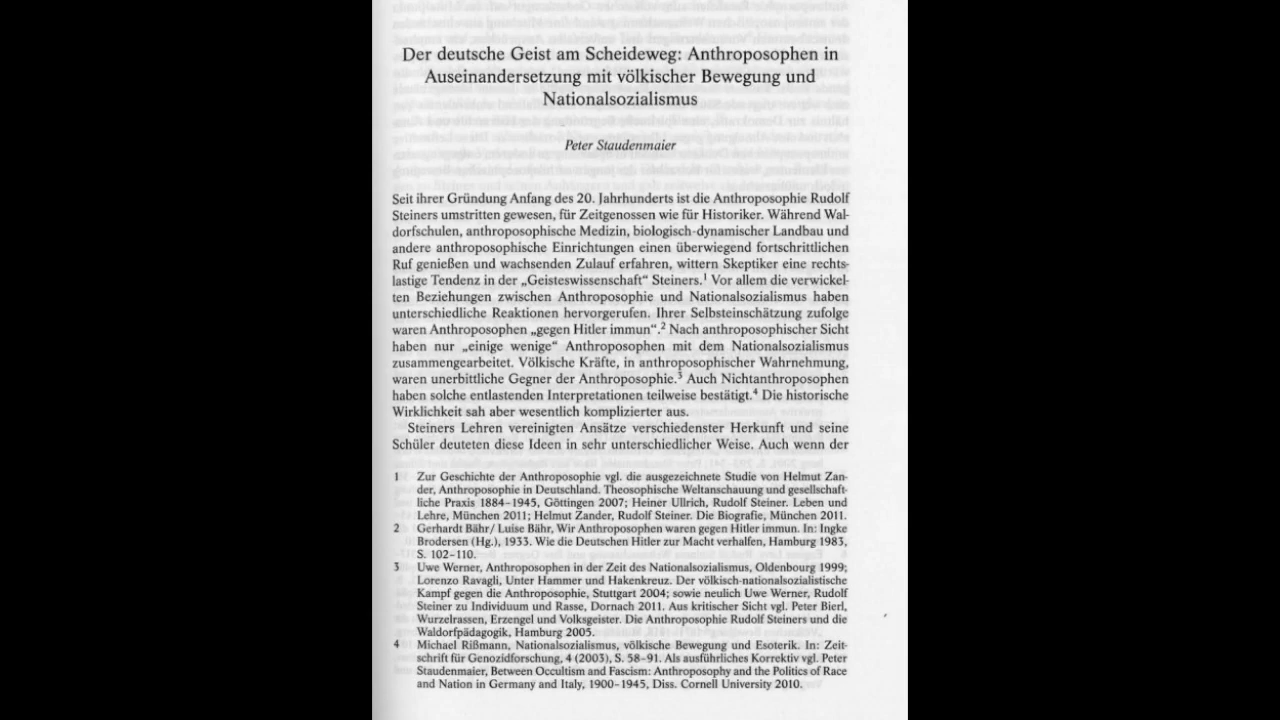 Der deutsche Geist am Scheideweg: Anthroposophen in
Auseinandersetzung mit völkischer Bewegung und
Nationalsozialismus
Peter Staudenmaier
Seit ihrer Gründung Anfang des 20. Jahrhunderts ist die Anthroposophie Rudolf
Steiners umstritten gewesen, für Zeitgenossen wie für Historiker. Während Wal-
dorfschulen, anthroposophische Medizin, biologisch-dynamischer Landbau und
andere anthroposophische Einrichtungen einen überwiegend fortschrittlichen
Ruf genießen und wachsenden Zulauf erfahren, wittern Skeptiker eine rechts-
lastige Tendenz in der „Geisteswissenschaft“ Steiners.1 Vor allem die verwickel-
ten Beziehungen zwischen Anthroposophie und Nationalsozialismus haben
unterschiedliche Reaktionen hervorgerufen. Ihrer Selbsteinschätzung zufolge
waren Anthroposophen „gegen Hitler immun“.2 Nach anthroposophischer Sicht
haben nur „einige wenige“ Anthroposophen mit dem Nationalsozialismus
zusammengearbeitet. Völkische Kräfte, in anthroposophischer Wahrnehmung,
waren unerbittliche Gegner der Anthroposophie.3 Auch Nichtanthroposophen
haben solche entlastenden Interpretationen teilweise bestätigt.4 Die historische
Wirklichkeit sah aber wesentlich komplizierter aus.
Steiners Lehren vereinigten Ansätze verschiedenster Herkunft und seine
Schüler deuteten diese Ideen in sehr unterschiedlicher Weise. Auch wenn der
1 Zur Geschichte der Anthroposophie vgl. die ausgezeichnete Studie von Helmut Zan-
der, Anthroposophie in Deutschland. Theosophische Weltanschauung und gesellschaft-
liche Praxis 1884–1945, Göttingen 2007; Heiner Ullrich, Rudolf Steiner. Leben und
Lehre, München 2011; Helmut Zander, Rudolf Steiner. Die Biografie, München 2011.
2 Gerhardt Bähr/ Luise Bähr, Wir Anthroposophen waren gegen Hitler immun. In: Ingke
Brodersen (Hg.), 1933. Wie die Deutschen Hitler zur Macht verhalfen, Hamburg 1983,
S. 102–110.
3 Uwe Werner, Anthroposophen in der Zeit des Nationalsozialismus, Oldenbourg 1999;
Lorenzo Ravagli, Unter Hammer und Hakenkreuz. Der völkisch-nationalsozialistische
Kampf gegen die Anthroposophie, Stuttgart 2004; sowie neulich Uwe Werner, Rudolf
Steiner zu Individuum und Rasse, Dornach 2011. Aus kritischer Sicht vgl. Peter Bierl,
Wurzelrassen, Erzengel und Volksgeister. Die Anthroposophie Rudolf Steiners und die
Waldorfpädagogik, Hamburg 2005.
4 Michael Rißmann, Nationalsozialismus, völkische Bewegung und Esoterik. In: Zeit-
schrift für Genozidforschung, 4 (2003), S. 58–91. Als ausführliches Korrektiv vgl. Peter
Staudenmaier, Between Occultism and Fascism: Anthroposophy and the Politics of Race
and Nation in Germany and Italy, 1900–1945, Diss. Cornell University 2010.